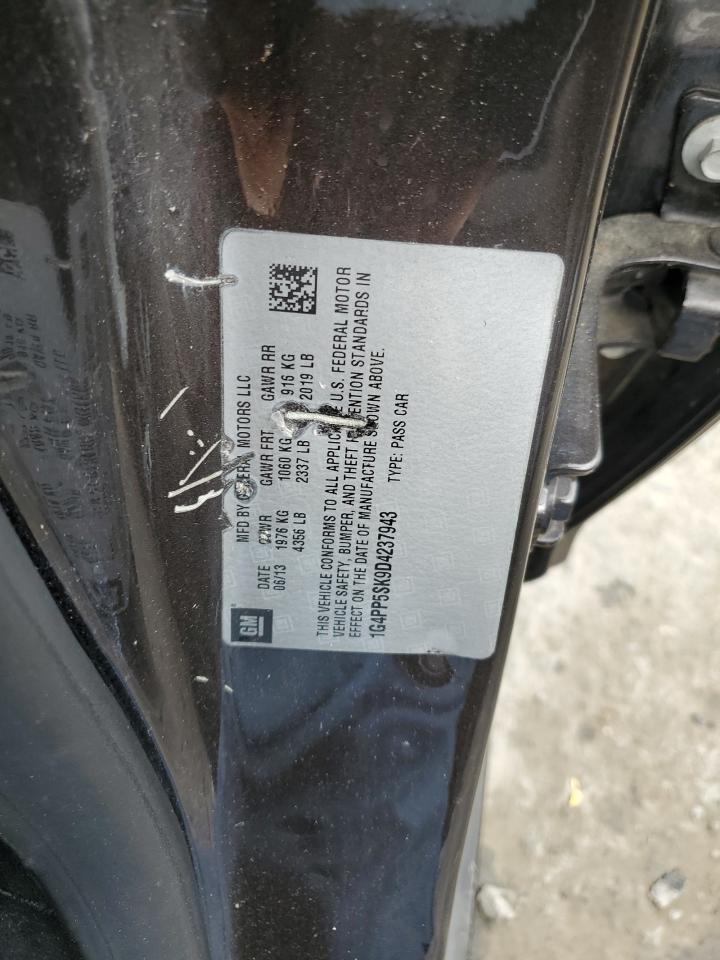 GM
MFD BY GENERAL MOTORS LLC
DATE GVWR GAWR FRT GAWR RR
06/13 1976 KG 1060 KG 916 KG
4356 LB 2337 LB 2019 LB
THIS VEHICLE CONFORMS TO ALL APPLICABLE U.S. FEDERAL MOTOR
VEHICLE SAFETY, BUMPER, AND THEFT PREVENTION STANDARDS IN
EFFECT ON THE DATE OF MANUFACTURE SHOWN ABOVE.
1G4PP5SK9D4237943 TYPE: PASS CAR